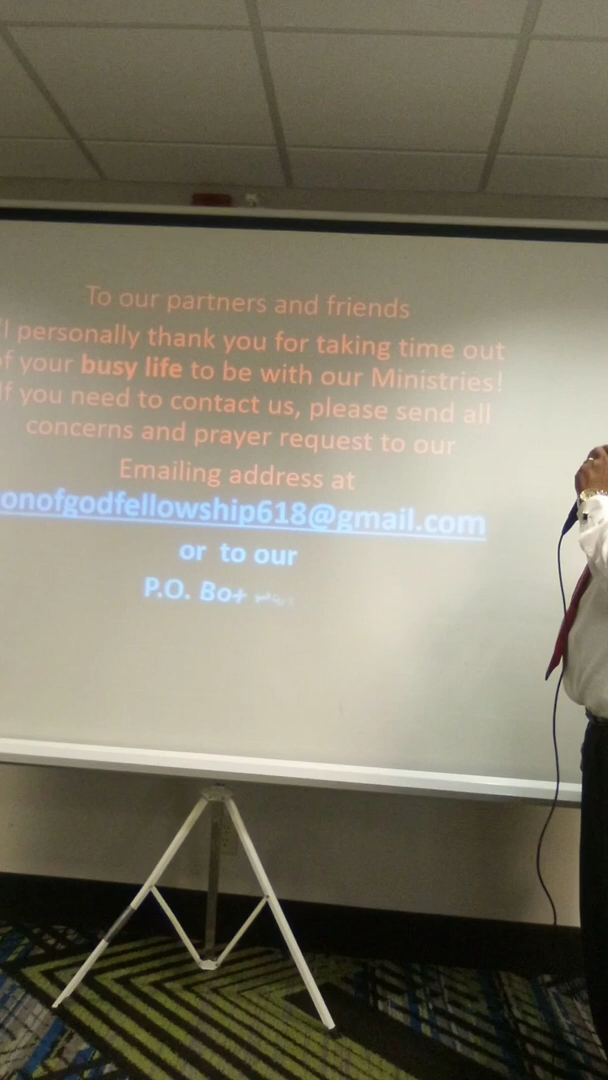 To our partners and friends
"I personally thank you for taking time out
of your busy life to be with our Ministries!
If you need to contact us, please send all
concerns and prayer request to our
Emailing address at
onofgodfellowship618@gmail.com
or to our
P.O. Bo